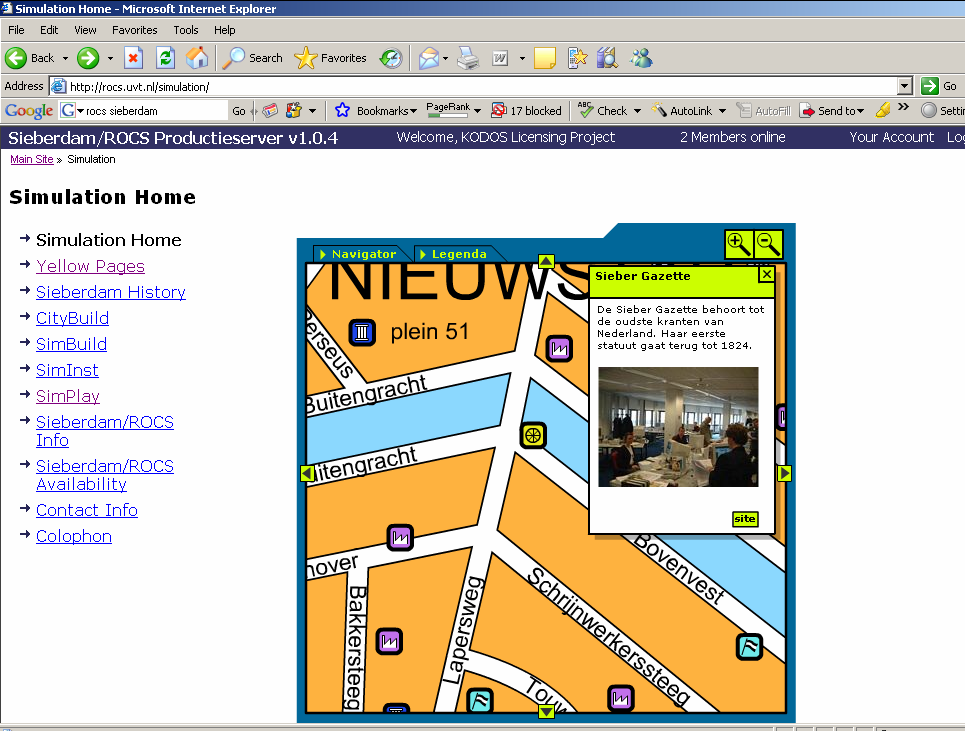 Simulation Home - Microsoft Internet Explorer
File Edit View Favorites Tools Help
Back Search Favorites
Address http://rocs.uvt.nl/simulation/ Go
Google G rocs sieberdam Go Bookmarks PageRank 17 blocked ABC Check AutoLink AutoFill Send to » Setti
Sieberdam/ROCS Productieserver v1.0.4 Welcome, KODOS Licensing Project 2 Members online Your Account Log
Main Site » Simulation
Simulation Home
Simulation Home
Yellow Pages
Sieberdam History
CityBuild
SimBuild
SimInst
SimPlay
Sieberdam/ROCS
Info
Sieberdam/ROCS
Availability
Contact Info
Colophon
Navigator Legenda
NIEUWS
plein 51
Perseus
Buitengracht
uitengracht
nover
Bakkersteeg
Lapersweg
Schrijnwerkerssteeg
Bovenvest
Touw
Sieber Gazette
De Sieber Gazette behoort tot
de oudste kranten van
Nederland. Haar eerste
statuut gaat terug tot 1824.
site